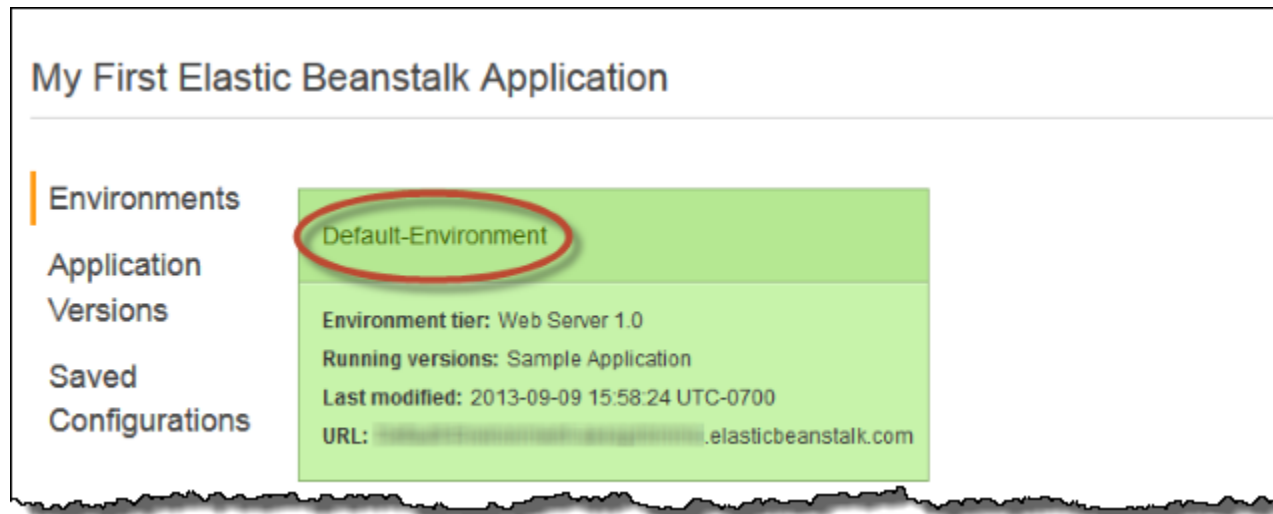 My First Elastic Beanstalk Application
Environments
Application
Versions
Saved
Configurations
Default-Environment
Environment tier: Web Server 1.0
Running versions: Sample Application
Last modified: 2013-09-09 15:58:24 UTC-0700
URL: .elasticbeanstalk.com